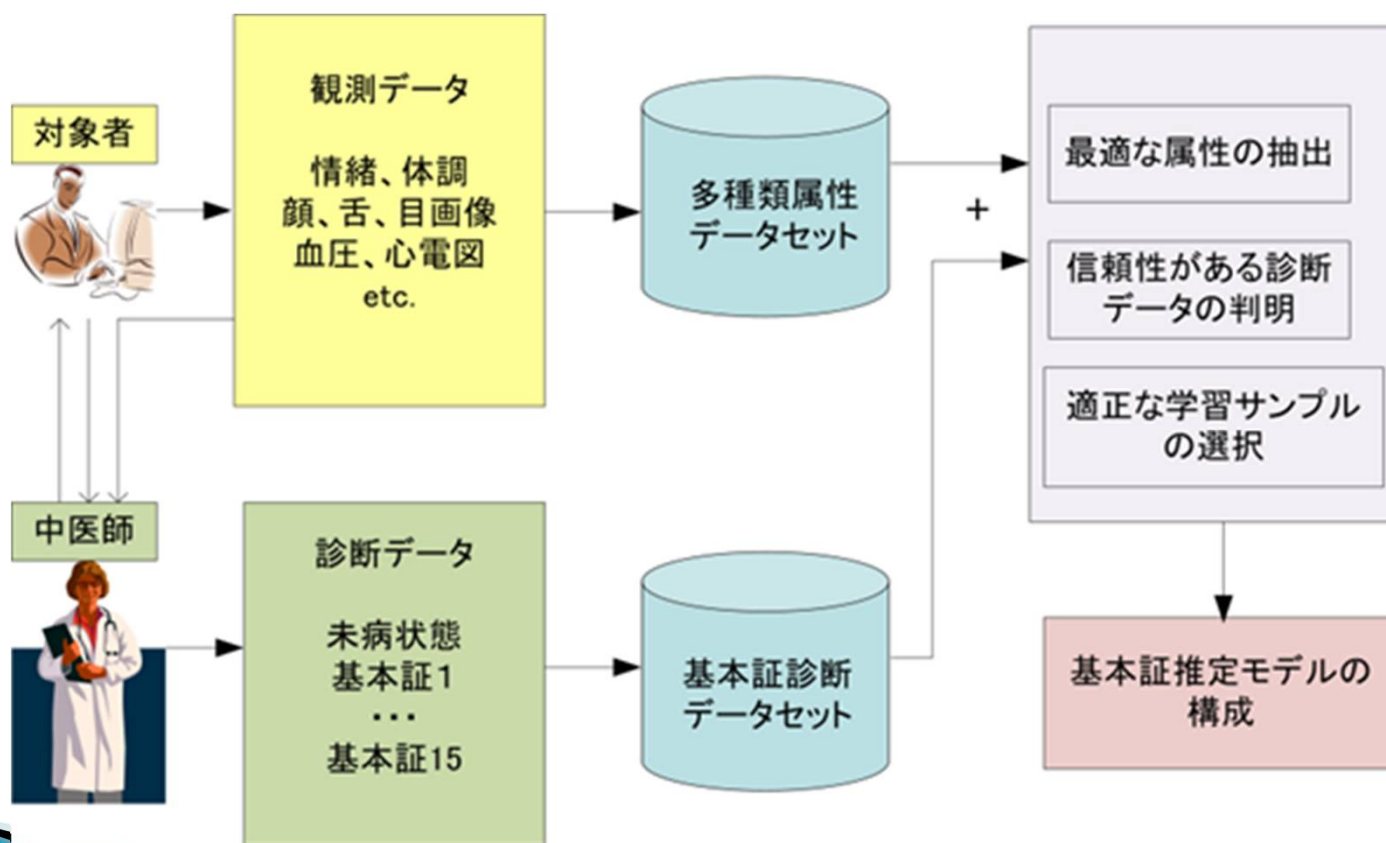 対象者
観測データ
情緒、体調
顔、舌、目画像
血圧、心電図
etc.
多種類属性
データセット
+
最適な属性の抽出
信頼性がある診断
データの判明
適正な学習サンプル
の選択
中医師
診断データ
未病状態
基本証1
・・・
基本証15
基本証診断
データセット
基本証推定モデルの
構成